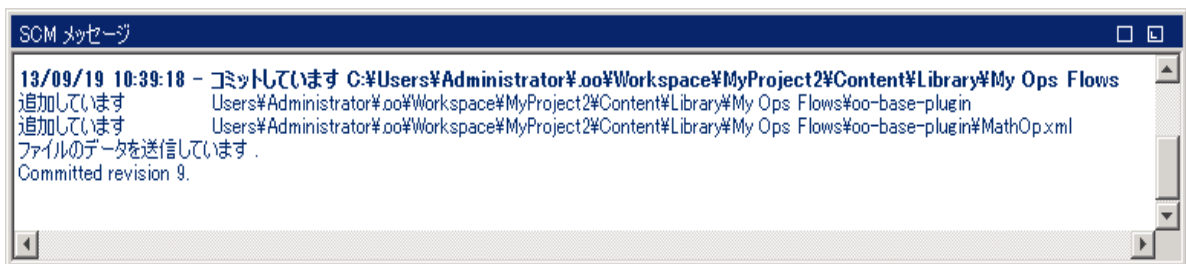 SCM メッセージ
13/09/19 10:39:18 - コミットしています C:¥Users¥Administrator¥.oo¥Workspace¥MyProject2¥Content¥Library¥My Ops Flows
追加しています Users¥Administrator¥.oo¥Workspace¥MyProject2¥Content¥Library¥My Ops Flows¥oo-base-plugin
追加しています Users¥Administrator¥.oo¥Workspace¥MyProject2¥Content¥Library¥My Ops Flows¥oo-base-plugin¥MathOp.xml
ファイルのデータを送信しています .
Committed revision 9.